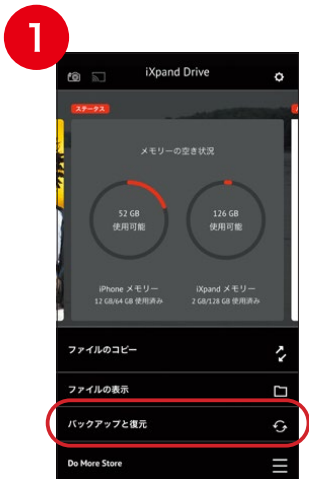 1
iXpand Drive
ステータス
メモリーの空き状況
52 GB
使用可能
126 GB
使用可能
iPhone メモリー
12 GB/64 GB 使用済み
iXpand メモリー
2 GB/128 GB 使用済み
ファイルのコピー
ファイルの表示
バックアップと復元
Do More Store